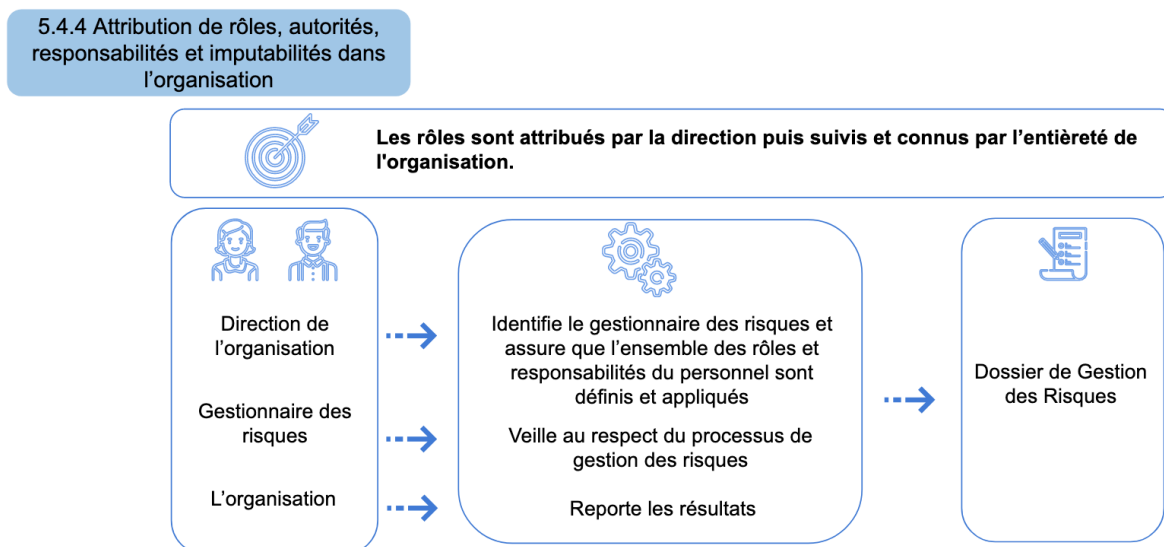 5.4.4 Attribution de rôles, autorités,
responsabilités et imputabilités dans
l’organisation
Les rôles sont attribués par la direction puis suivis et connus par l’entièreté de
l'organisation.
Direction de
l’organisation
Identifie le gestionnaire des risques et
assure que l’ensemble des rôles et
responsabilités du personnel sont
définis et appliqués
Gestionnaire des
risques
Veille au respect du processus de
gestion des risques
L’organisation
Reporte les résultats
Dossier de Gestion
des Risques